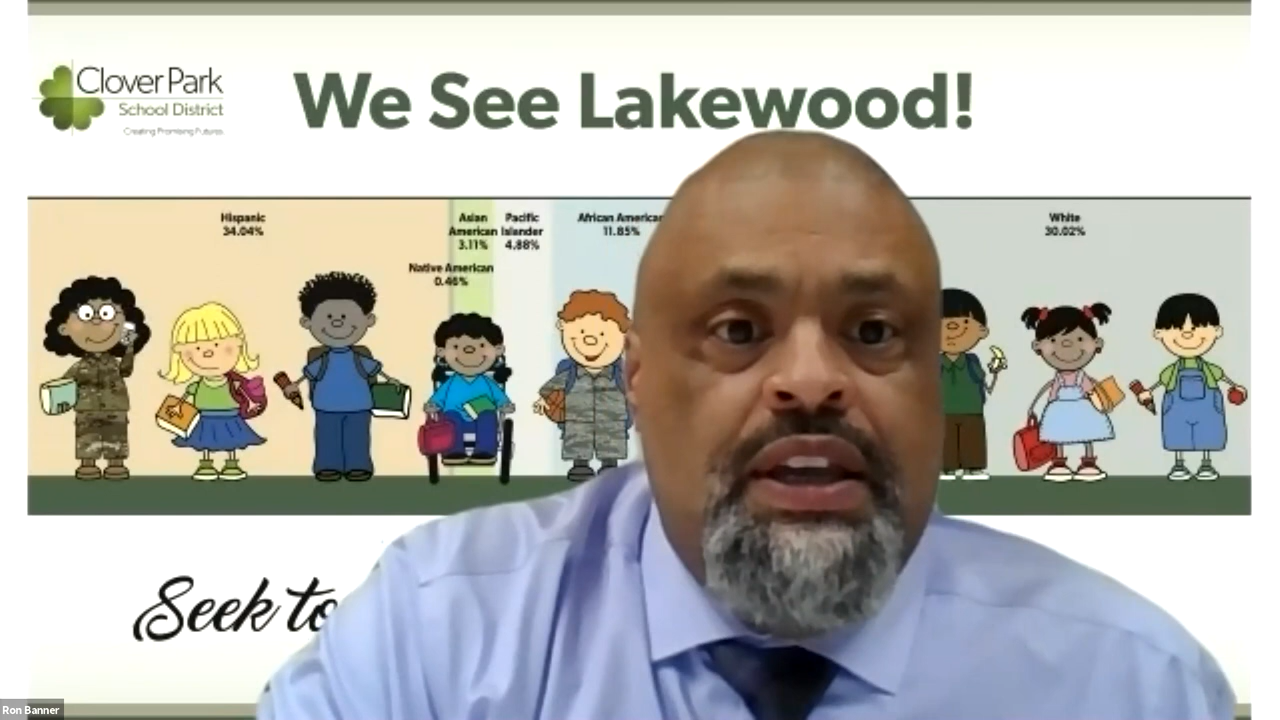 Clover Park
School District
Creating Promising Futures
We See Lakewood!
Hispanic
34.04%
Asian
American
3.11%
Pacific
Islander
4.88%
Native American
0.46%
African American
11.85%
White
30.02%
Seek to
Ron Banner